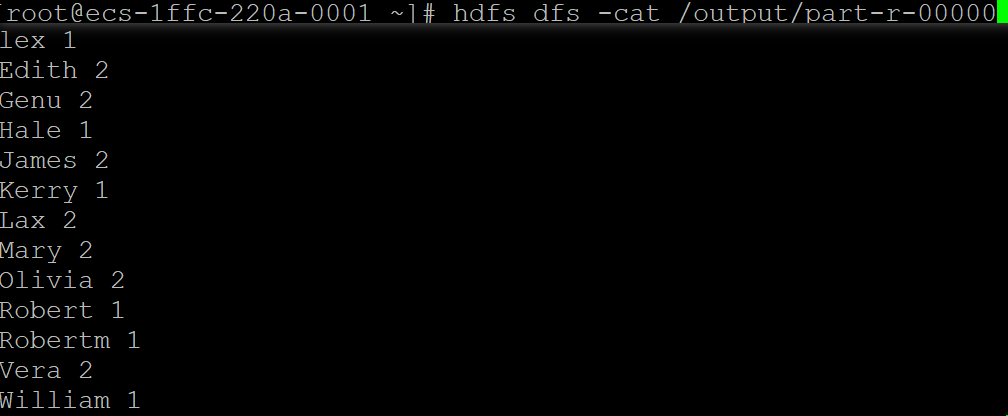 [root@ecs-1ffc-220a-0001 ~]# hdfs dfs -cat /output/part-r-00000
lex 1
Edith 2
Genu 2
Hale 1
James 2
Kerry 1
Lax 2
Mary 2
Olivia 2
Robert 1
Robertm 1
Vera 2
William 1